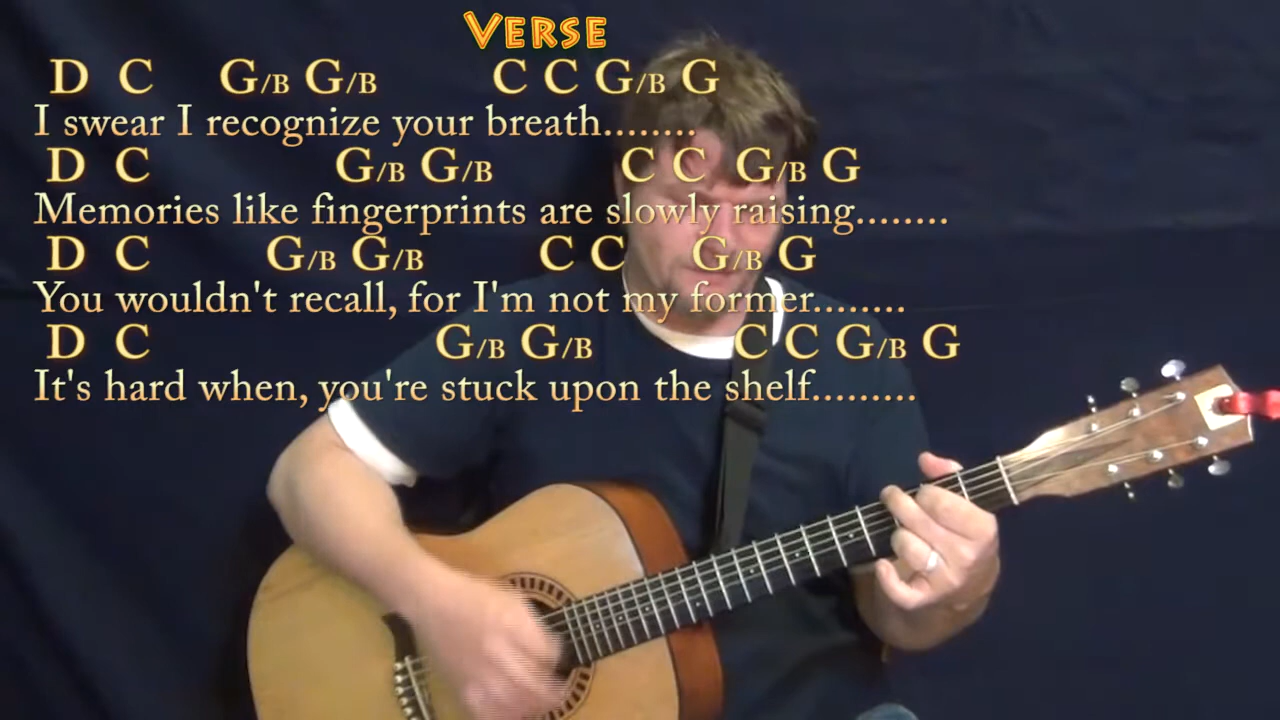 VERSE
D C G/B G/B C C G/B G
I swear I recognize your breath........
D C G/B G/B C C G/B G
Memories like fingerprints are slowly raising........
D C G/B G/B C C G/B G
You wouldn't recall, for I'm not my former........
D C G/B G/B C C G/B G
It's hard when, you're stuck upon the shelf.........